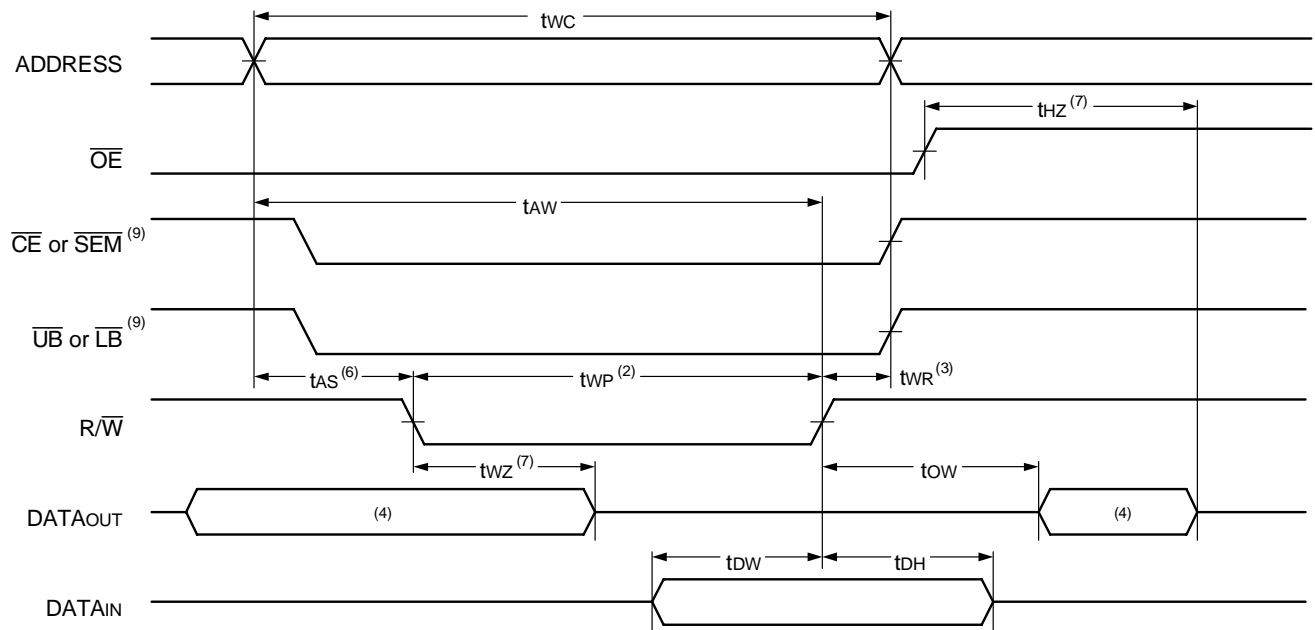 tWC
ADDRESS
tHZ (7)
OE
tAW
CE or SEM (9)
UB or LB (9)
tAS (6) tWP (2) tWR (3)
R/W
tWZ (7) tOW
DATAOUT (4) (4)
tDW tDH
DATAIN